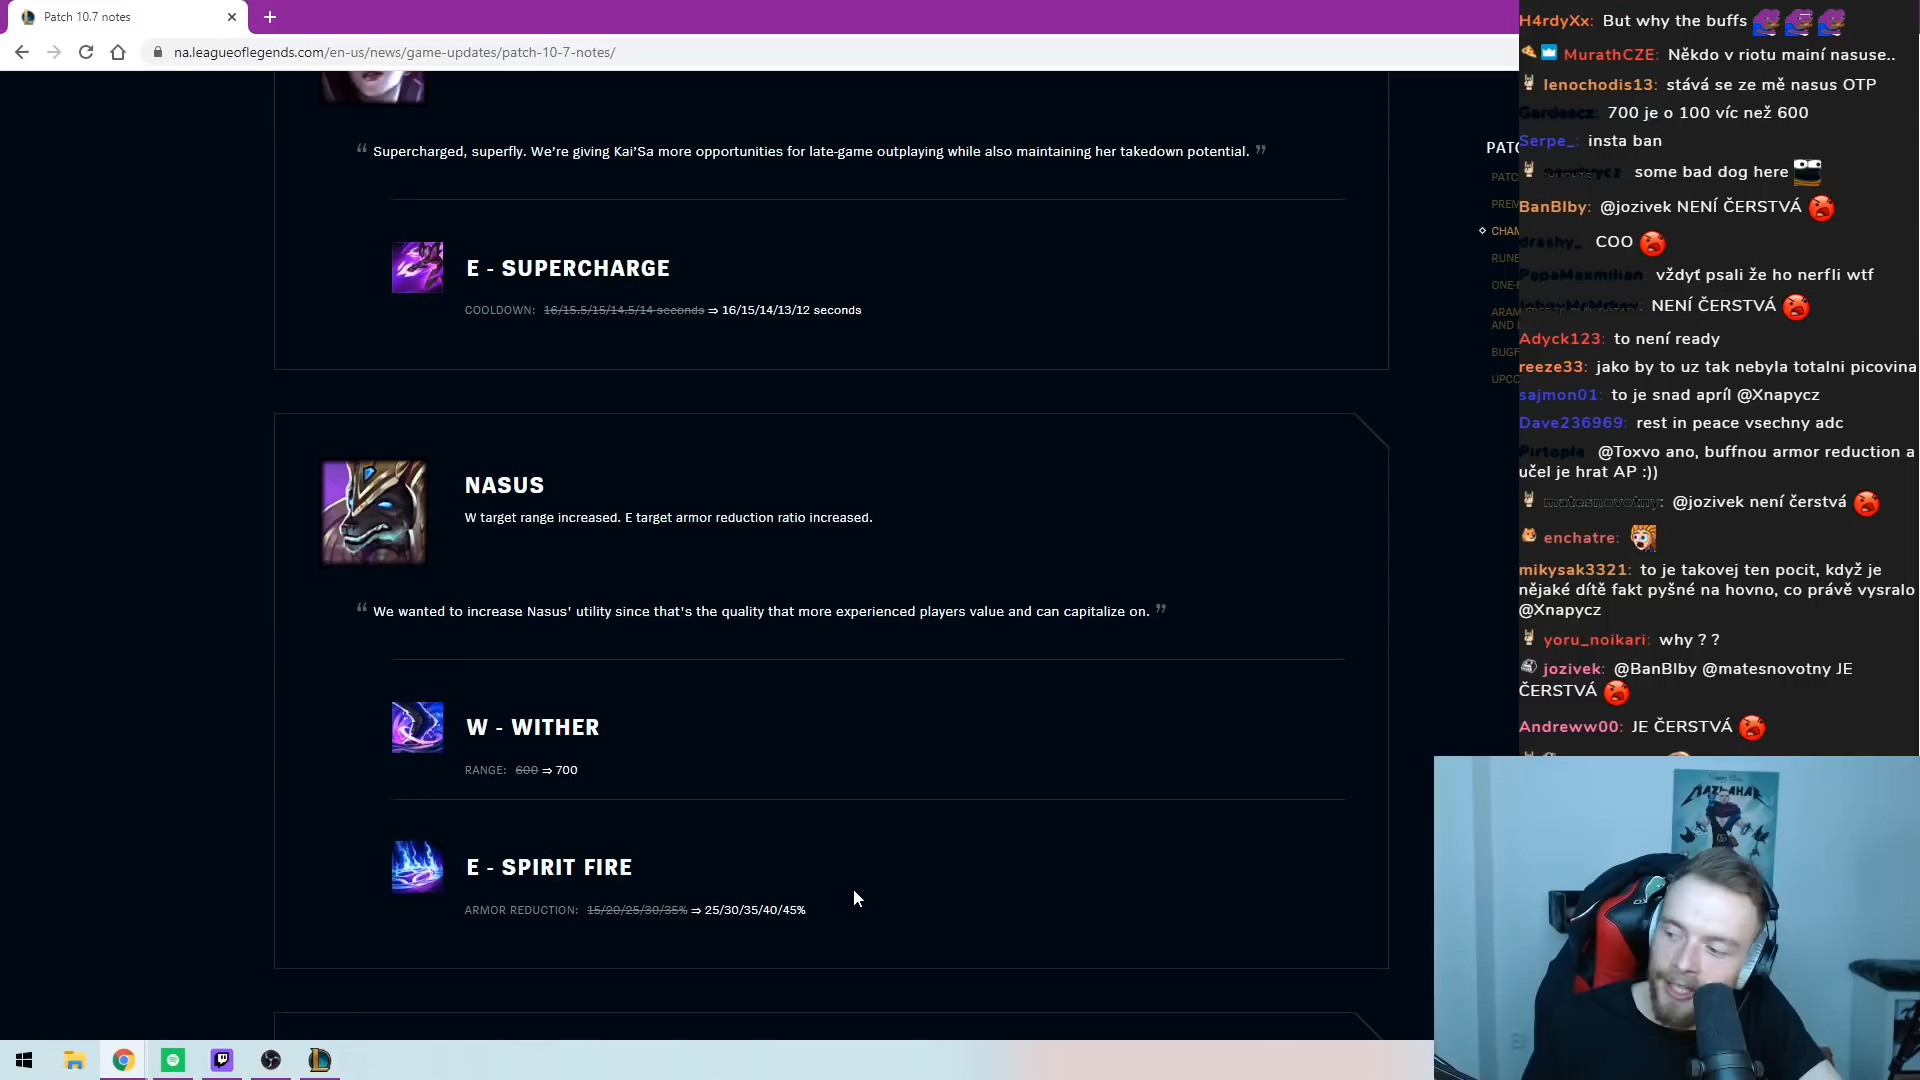 Patch 10.7 notes
na.leagueoflegends.com/en-us/news/game-updates/patch-10-7-notes/
“ Supercharged, superfly. We’re giving Kai’Sa more opportunities for late-game outplaying while also maintaining her takedown potential. ”
E - SUPERCHARGE
COOLDOWN: 16/15.5/15/14.5/14 seconds ⇒ 16/15/14/13/12 seconds
NASUS
W target range increased. E target armor reduction ratio increased.
“ We wanted to increase Nasus' utility since that's the quality that more experienced players value and can capitalize on. ”
W - WITHER
RANGE: 600 ⇒ 700
E - SPIRIT FIRE
ARMOR REDUCTION: 15/20/25/30/35% ⇒ 25/30/35/40/45%
H4rdyXx: But why the buffs
MurathCZE: Někdo v riotu mainí nasuse..
lenochodis13: stává se ze mě nasus OTP
700 je o 100 víc než 600
Serpe_: insta ban
some bad dog here
BanBlby: @jozivek NENÍ ČERSTVÁ
drashy_ COO
PepaMaxmilian: vždyť psali že ho nerfli wtf
NENÍ ČERSTVÁ
Adyck123: to není ready
reeze33: jako by to uz tak nebyla totalni picovina
sajmon01: to je snad apríl @Xnapycz
Dave236969: rest in peace vsechny adc
@Toxvo ano, buffnou armor reduction a
učel je hrat AP :))
matesnovotny: @jozivek není čerstvá
enchatre:
mikysak3321: to je takovej ten pocit, když je
nějaké dítě fakt pyšné na hovno, co právě vysralo
@Xnapycz
yoru_noikari: why ? ?
jozivek: @BanBlby @matesnovotny JE
ČERSTVÁ
Andreww00: JE ČERSTVÁ